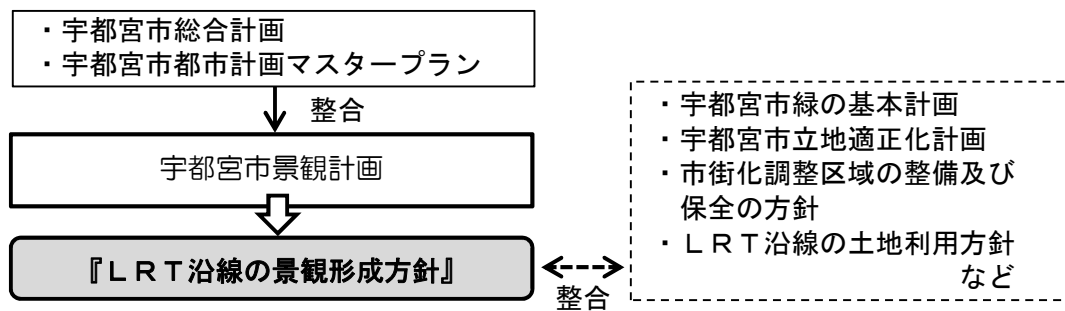 ・宇都宮市総合計画
・宇都宮市都市計画マスタープラン
整合
宇都宮市景観計画
『ＬＲＴ沿線の景観形成方針』
整合
・宇都宮市緑の基本計画
・宇都宮市立地適正化計画
・市街化調整区域の整備及び
保全の方針
・ＬＲＴ沿線の土地利用方針
など